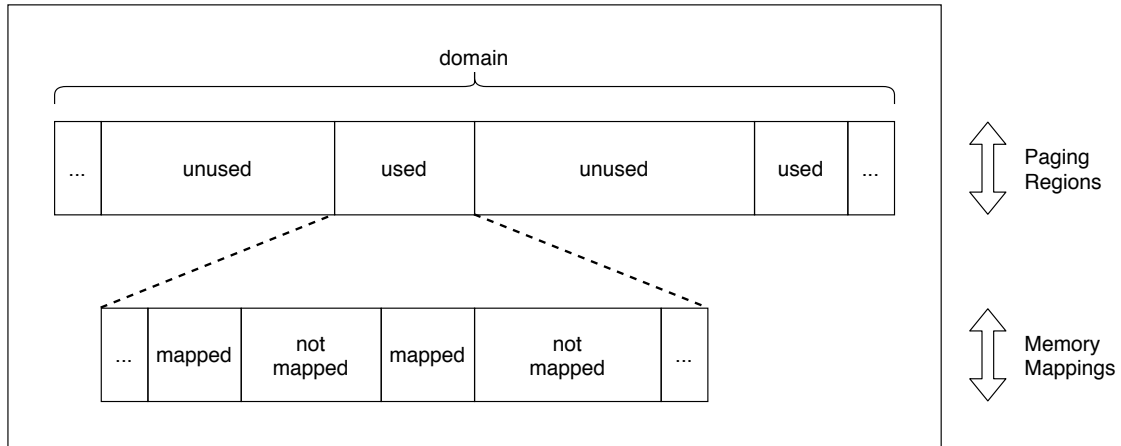 domain
... unused used unused used ...
Paging
Regions
... mapped not mapped mapped not mapped ...
Memory
Mappings